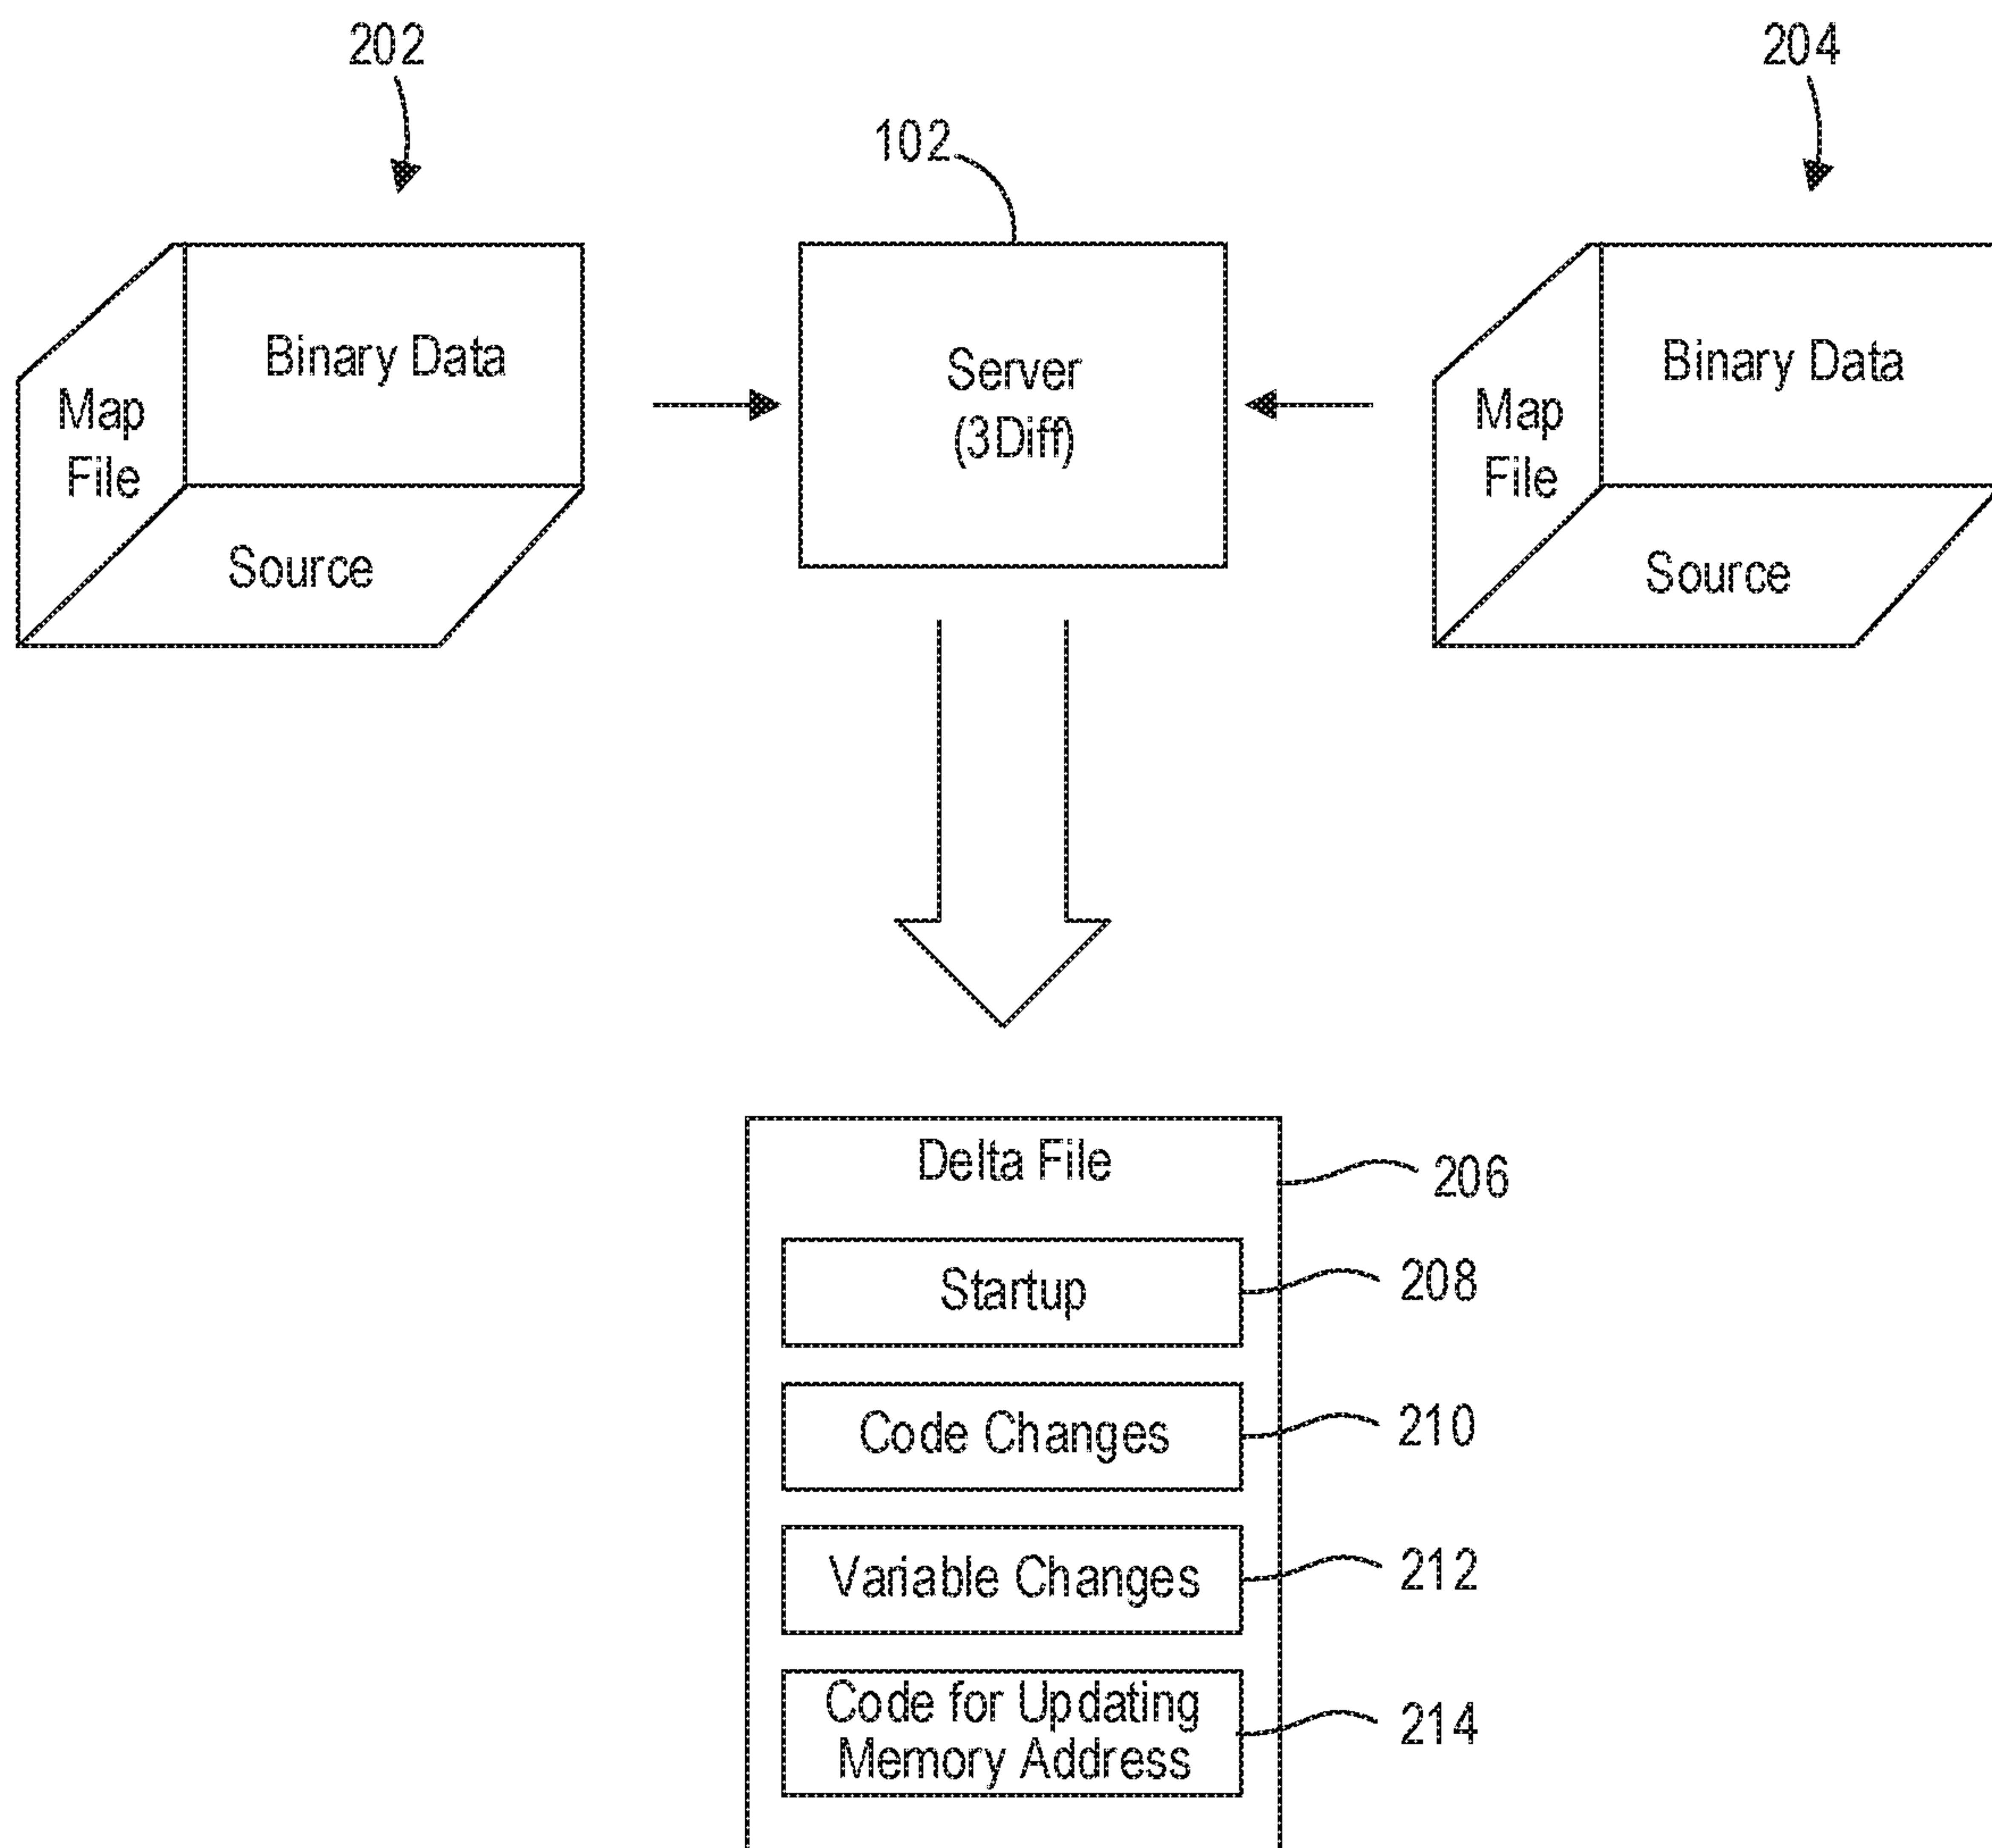 202
204
102
Binary Data
Map
File
Source
Server
(3Diff)
Binary Data
Map
File
Source
Delta File
206
Startup
208
Code Changes
210
Variable Changes
212
Code for Updating
Memory Address
214